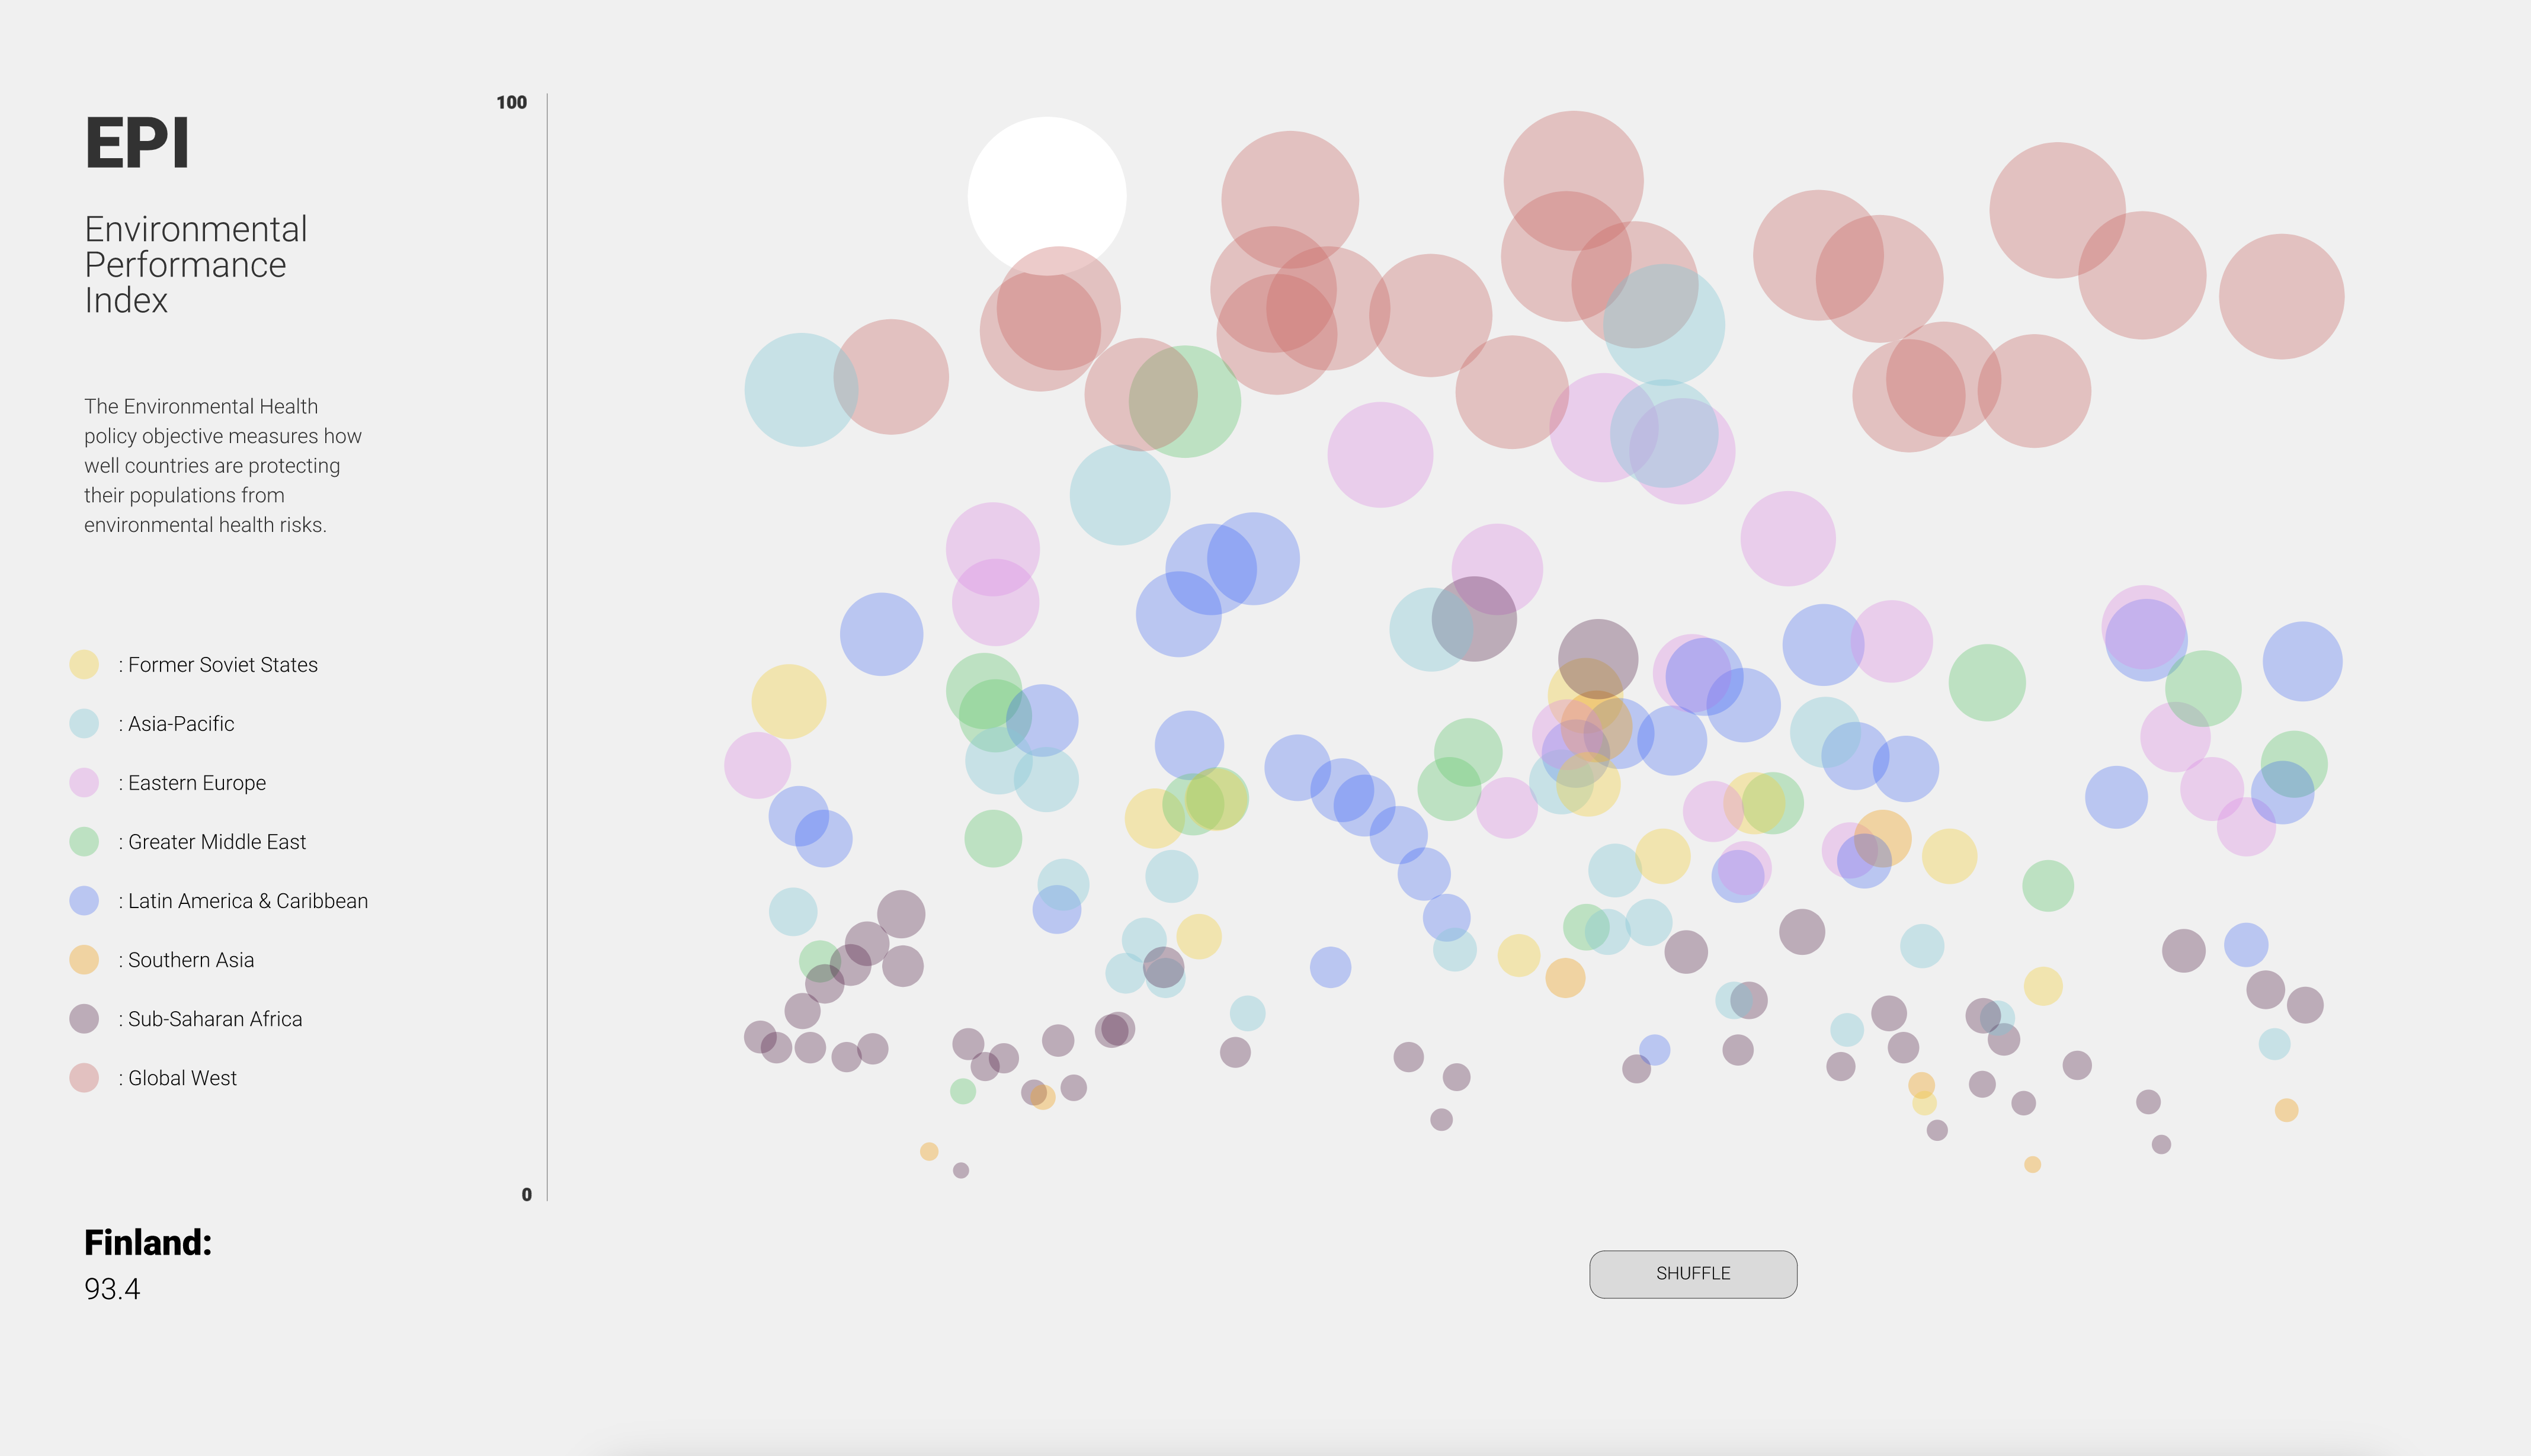 EPI
Environmental
Performance
Index
The Environmental Health
policy objective measures how
well countries are protecting
their populations from
environmental health risks.
: Former Soviet States
: Asia-Pacific
: Eastern Europe
: Greater Middle East
: Latin America & Caribbean
: Southern Asia
: Sub-Saharan Africa
: Global West
Finland:
93.4
100
0
SHUFFLE